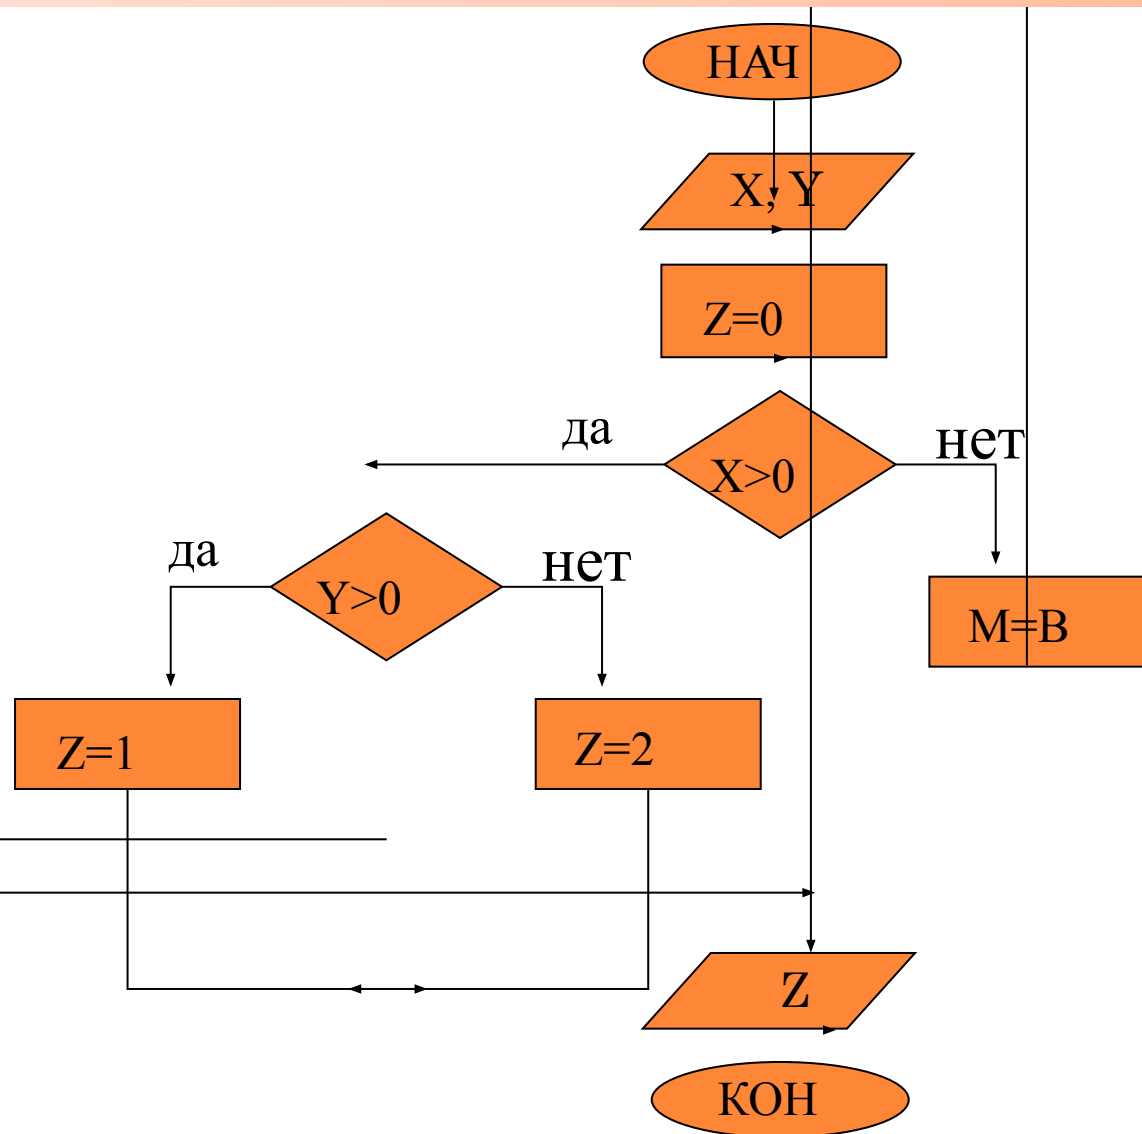 НАЧ
X, Y
Z=0
да
X>0
нет
да
Y>0
нет
M=B
Z=1
Z=2
Z
КОН